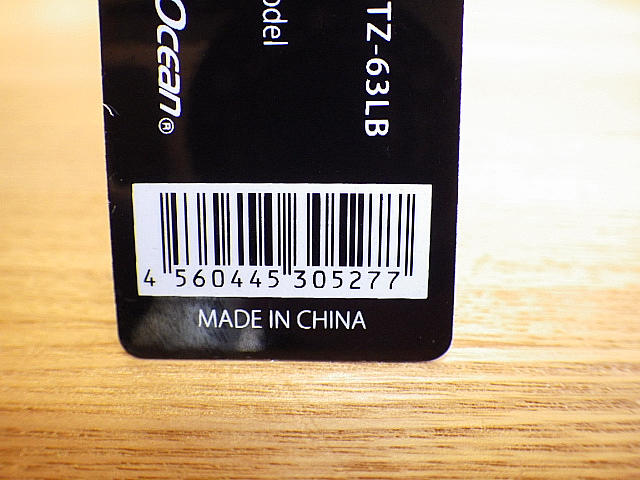 Ocean®
odel
TZ-63LB
4 560445 305277
MADE IN CHINA